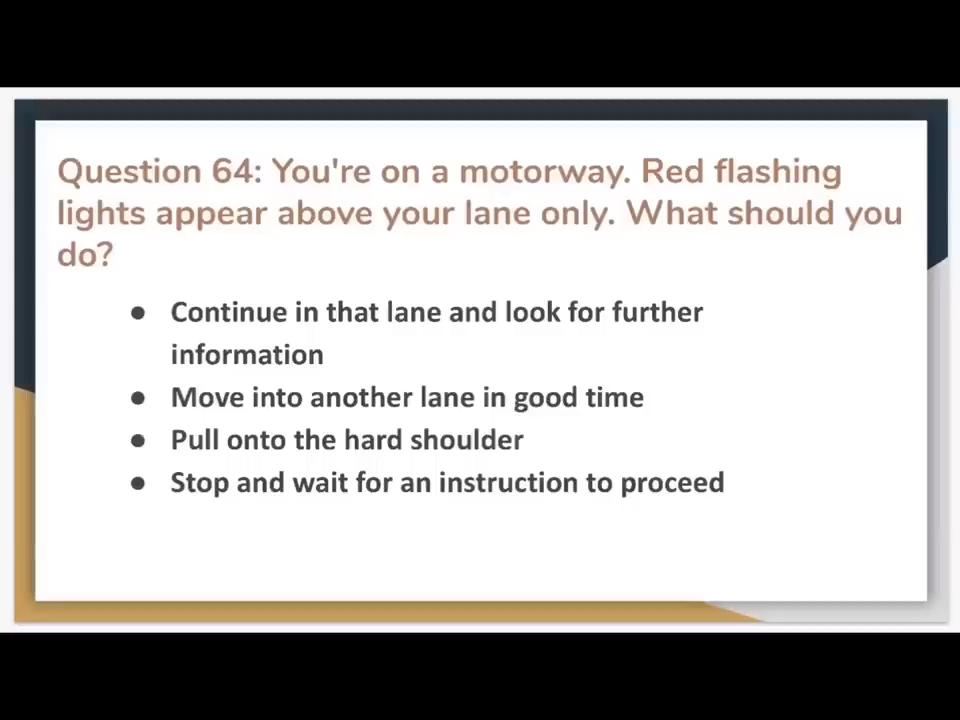 Question 64: You're on a motorway. Red flashing
lights appear above your lane only. What should you
do?
● Continue in that lane and look for further
information
● Move into another lane in good time
● Pull onto the hard shoulder
● Stop and wait for an instruction to proceed